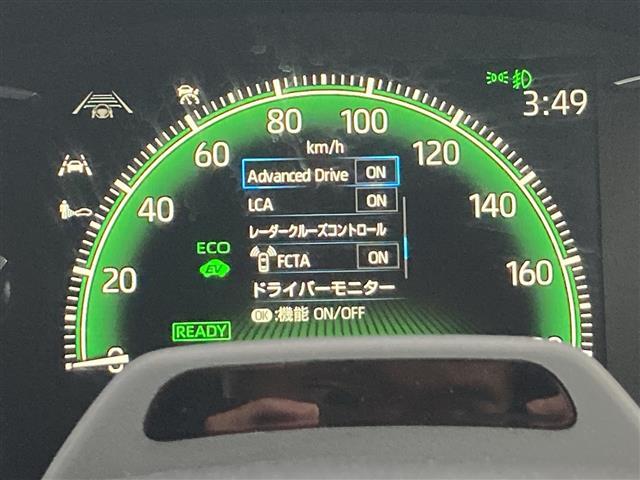 3:49
80 100
km/h
60 120
Advanced Drive ON
LCA ON
40 140
レーダークルーズコントロール
ECO
EV
FCTA ON
20 160
ドライバーモニター
OK :機能 ON/OFF
READY
0